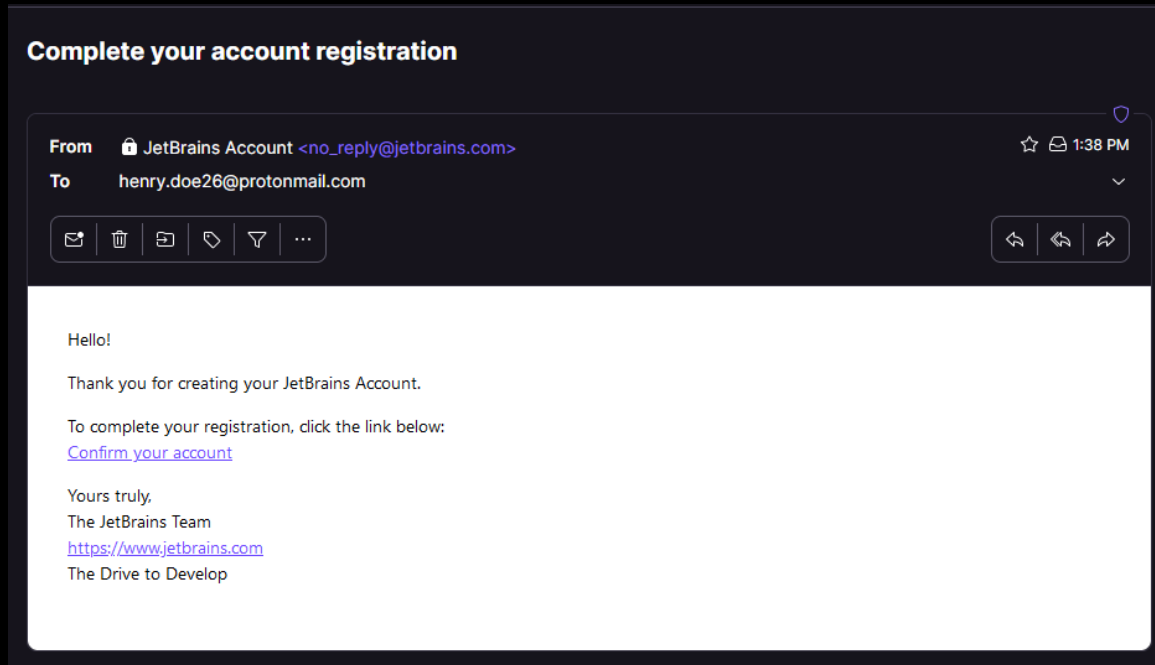 Complete your account registration
From JetBrains Account <no_reply@jetbrains.com> 1:38 PM
To henry.doe26@protonmail.com
Hello!
Thank you for creating your JetBrains Account.
To complete your registration, click the link below:
Confirm your account
Yours truly,
The JetBrains Team
https://www.jetbrains.com
The Drive to Develop